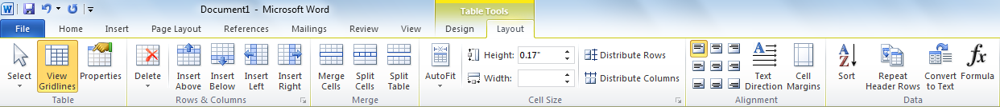 Document1 - Microsoft Word
Table Tools
File Home Insert Page Layout References Mailings Review View Design Layout
Select
View Gridlines
Properties
Table
Delete
Insert Above
Insert Below
Insert Left
Insert Right
Rows & Columns
Merge Cells
Split Cells
Split Table
Merge
AutoFit
Height: 0.17"
Width:
Distribute Rows
Distribute Columns
Cell Size
Text Direction
Cell Margins
Alignment
A Z
Sort
Repeat Header Rows
Convert to Text
fx
Formula
Data